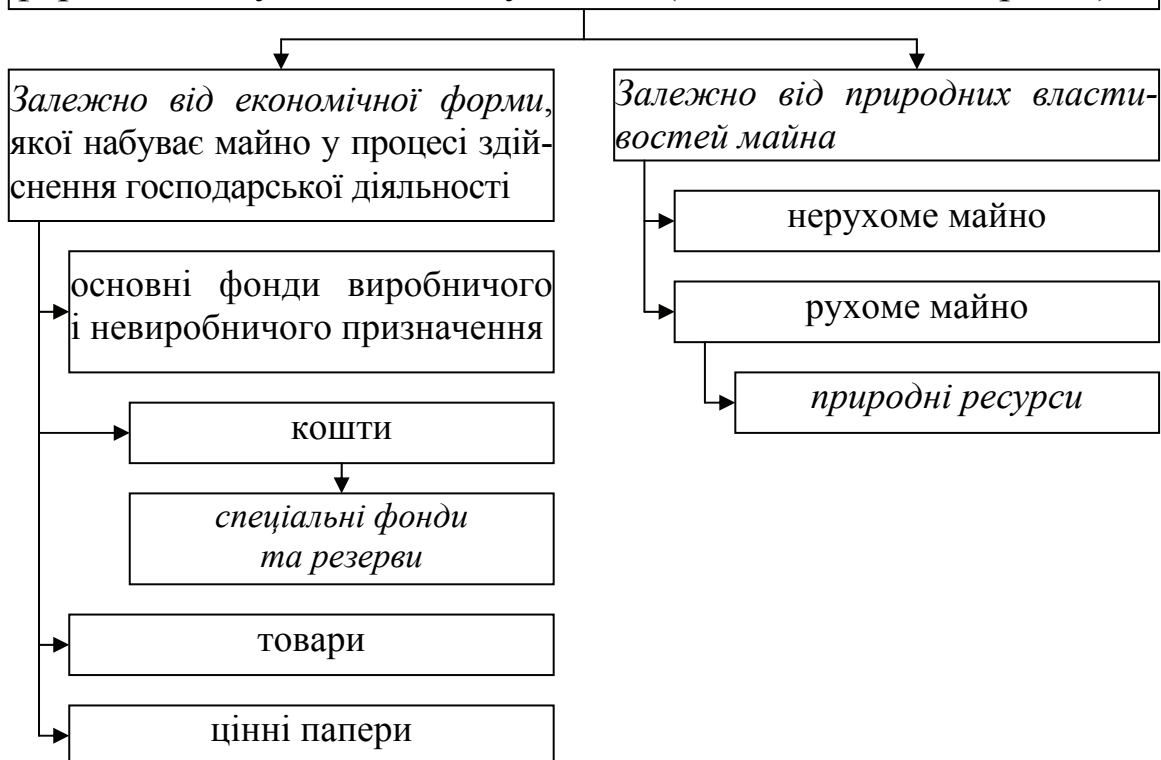 Залежно від економічної форми,
якої набуває майно у процесі здій-
снення господарської діяльності
основні фонди виробничого
і невиробничого призначення
кошти
спеціальні фонди
та резерви
товари
цінні папери
Залежно від природних власти-
востей майна
нерухоме майно
рухоме майно
природні ресурси